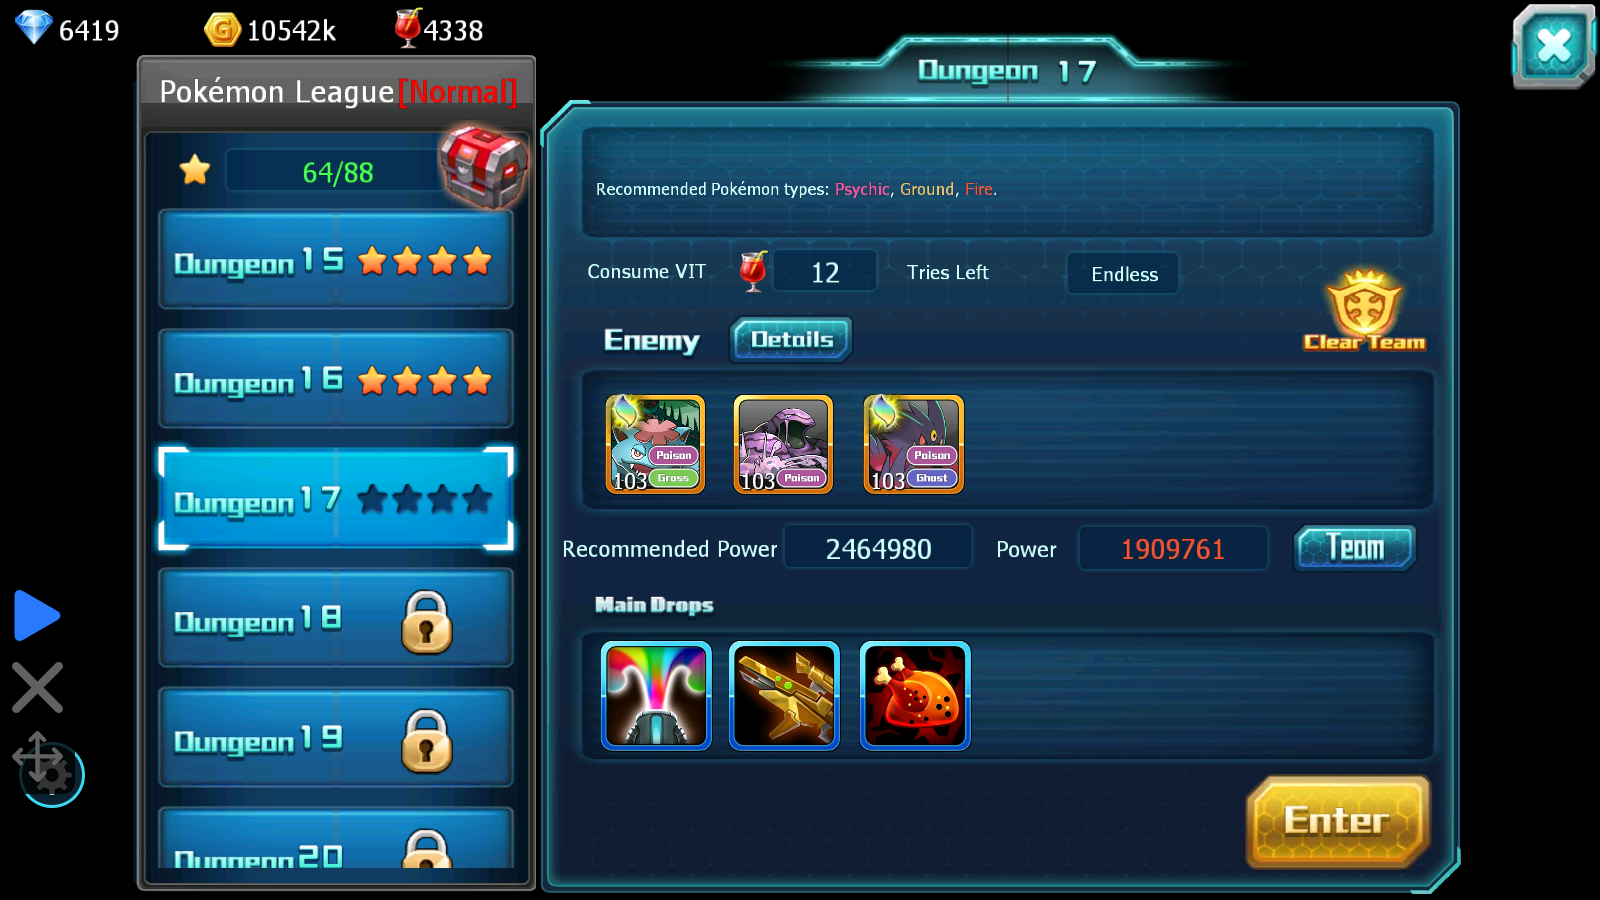 6419
10542k
4338
Pokémon League[Normal]
64/88
Dungeon 15
Dungeon 16
Dungeon 17
Dungeon 18
Dungeon 19
Dungeon 20
Dungeon 17
Recommended Pokémon types: Psychic, Ground, Fire.
Consume VIT 12 Tries Left Endless
Clear Team
Enemy Details
Poison
Grass
103
Poison
103
Poison
Ghost
103
Recommended Power 2464980 Power 1909761 Team
Main Drops
Enter